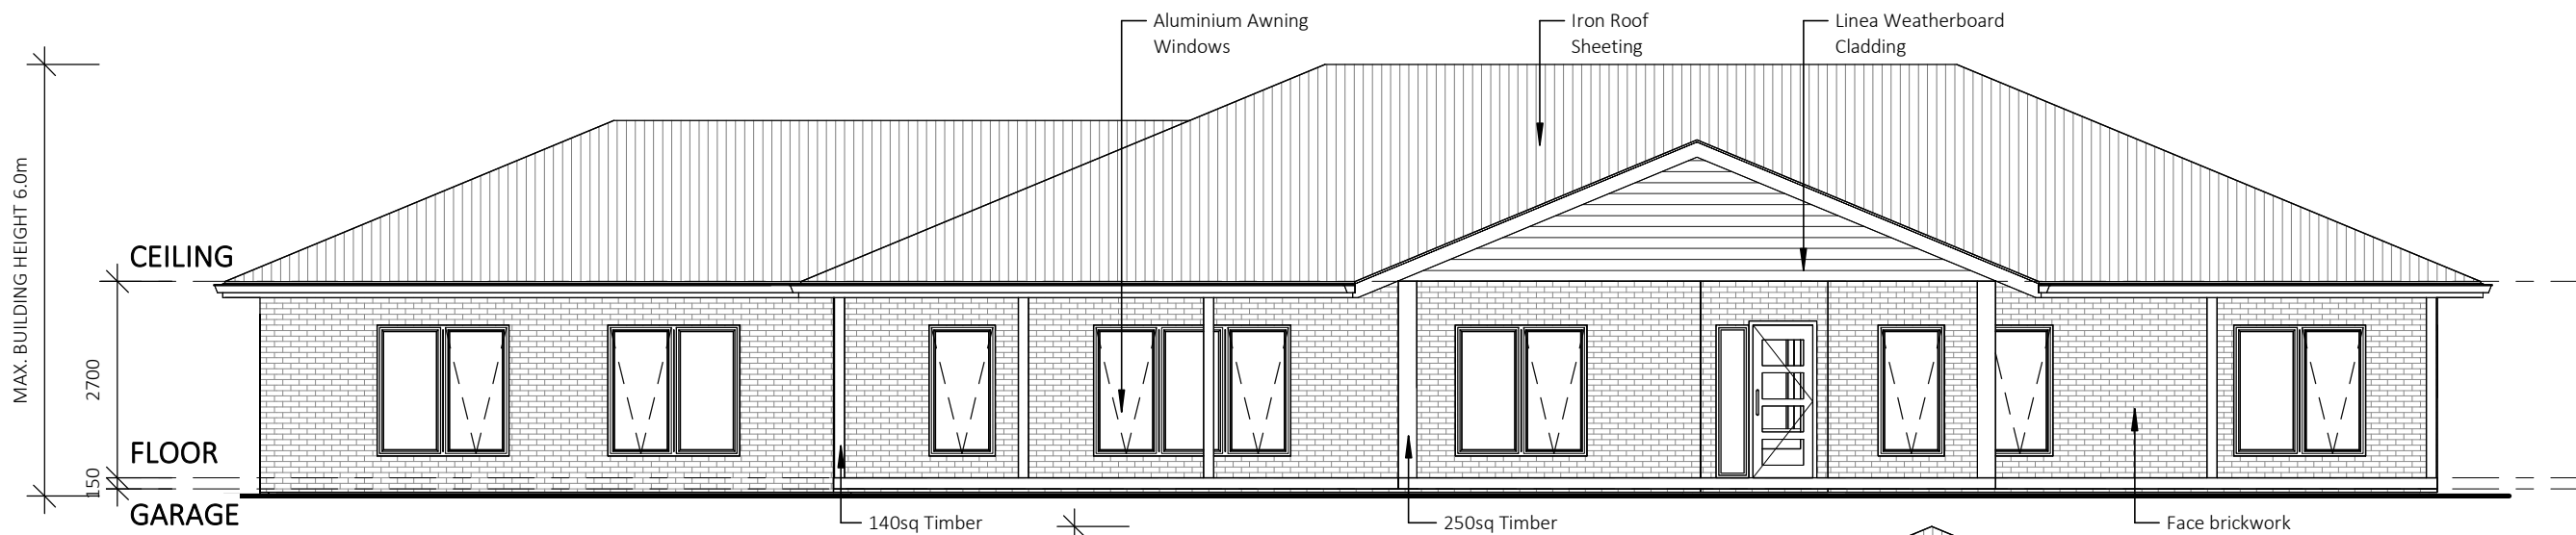 Aluminium Awning
Windows
Iron Roof
Sheeting
Linea Weatherboard
Cladding
MAX. BUILDING HEIGHT 6.0m
CEILING
2700
FLOOR
150
GARAGE
140sq Timber
250sq Timber
Face brickwork